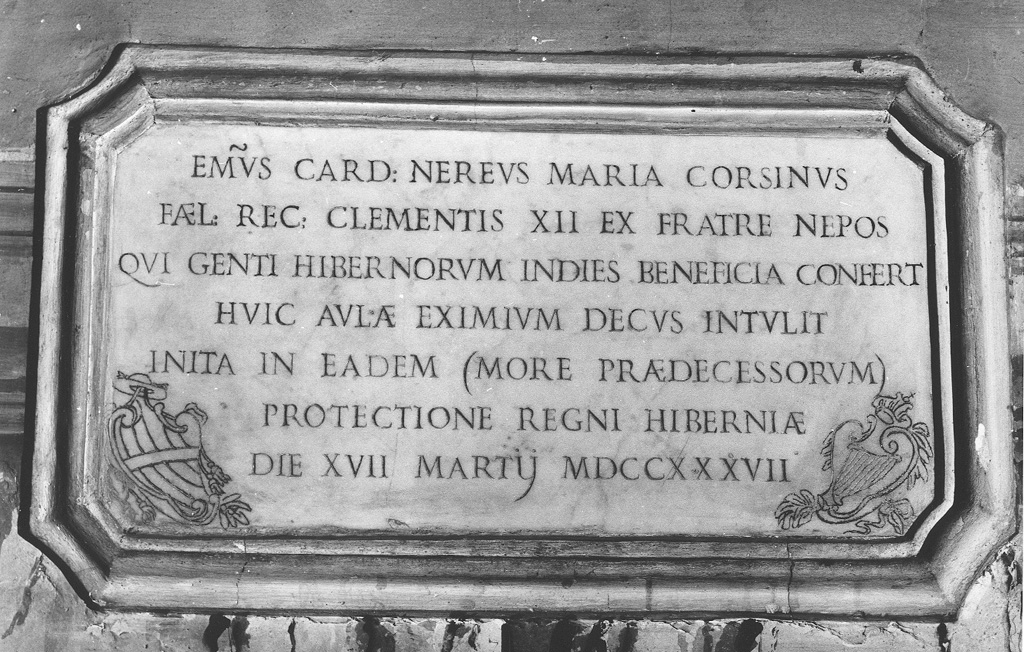 EMṼS CARD: NEREVS MARIA CORSINVS
FÆL: REC: CLEMENTIS XII EX FRATRE NEPOS
QVI GENTI HIBERNORVM INDIES BENEFICIA CONFERT
HVIC AVLÆ EXIMIVM DECVS INTVLIT
INITA IN EADEM (MORE PRÆDECESSORVM)
PROTECTIONE REGNI HIBERNIÆ
DIE XVII MARTIJ MDCCXXXVII